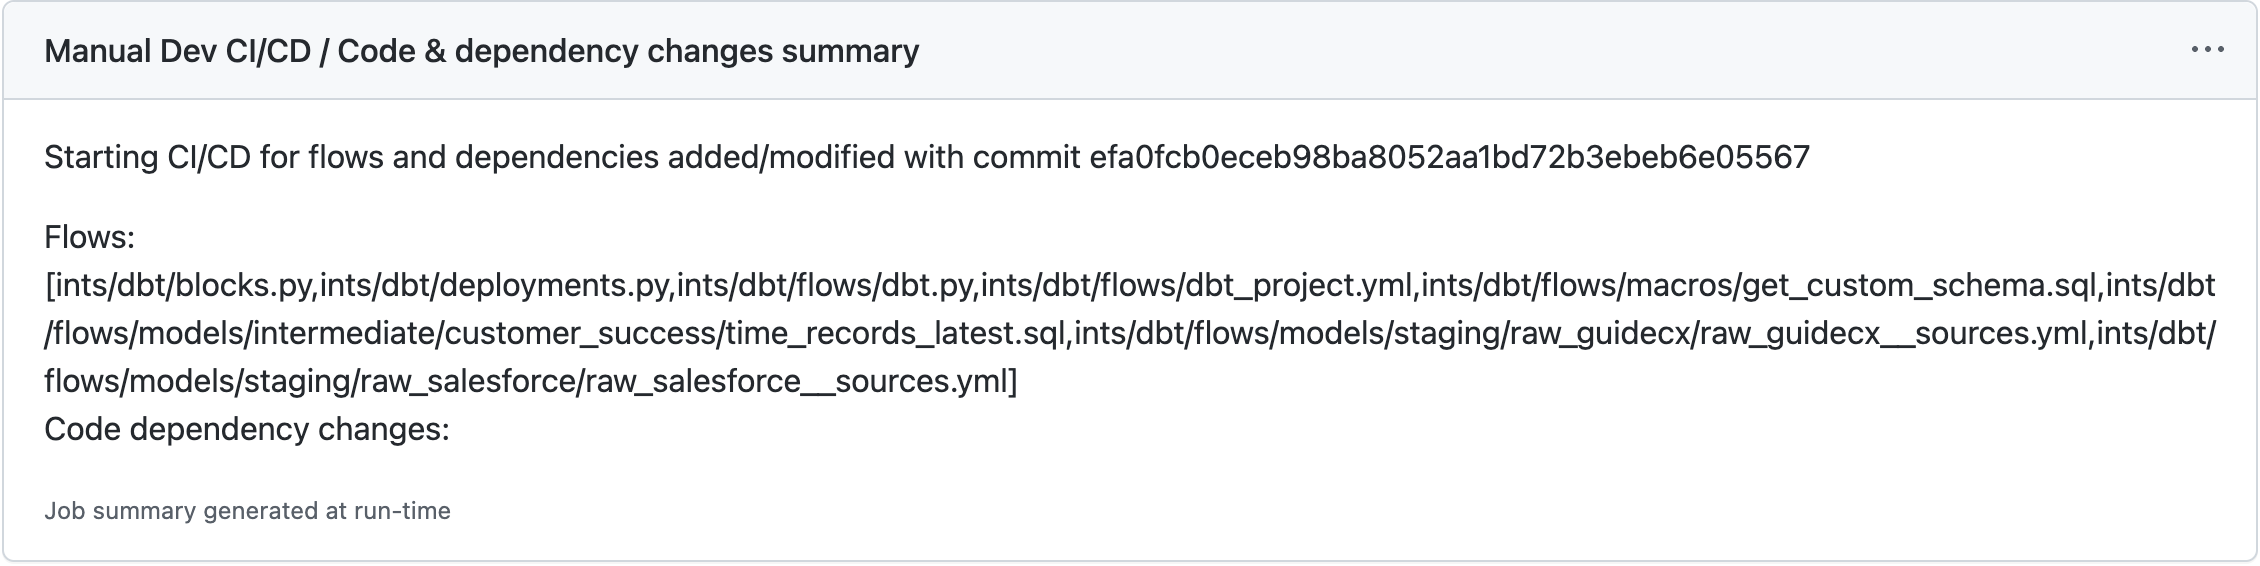 Manual Dev CI/CD / Code & dependency changes summary
Starting CI/CD for flows and dependencies added/modified with commit efa0fcb0eceb98ba8052aa1bd72b3ebeb6e05567
Flows:
[ints/dbt/blocks.py,ints/dbt/deployments.py,ints/dbt/flows/dbt.py,ints/dbt/flows/dbt_project.yml,ints/dbt/flows/macros/get_custom_schema.sql,ints/dbt
/flows/models/intermediate/customer_success/time_records_latest.sql,ints/dbt/flows/models/staging/raw_guidecx/raw_guidecx__sources.yml,ints/dbt/
flows/models/staging/raw_salesforce/raw_salesforce__sources.yml]
Code dependency changes:
Job summary generated at run-time